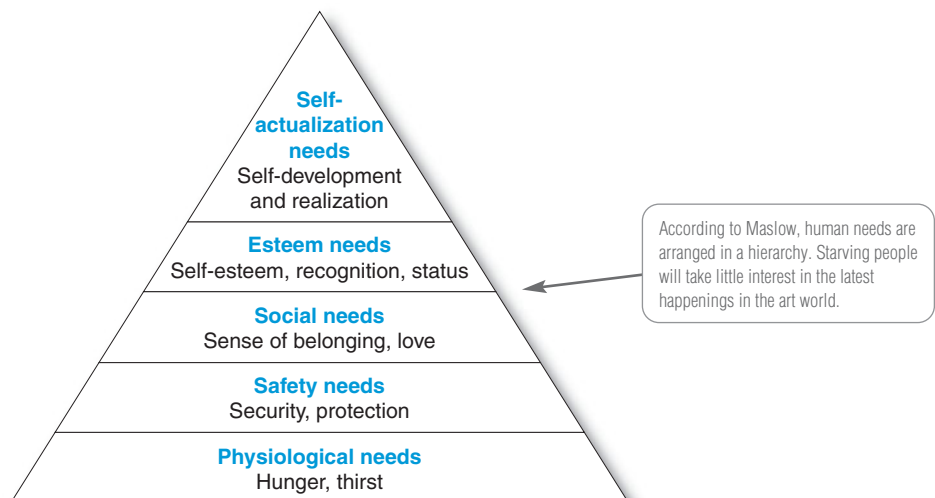 Self-
actualization
needs
Self-development
and realization
Esteem needs
Self-esteem, recognition, status
Social needs
Sense of belonging, love
Safety needs
Security, protection
Physiological needs
Hunger, thirst
According to Maslow, human needs are
arranged in a hierarchy. Starving people
will take little interest in the latest
happenings in the art world.